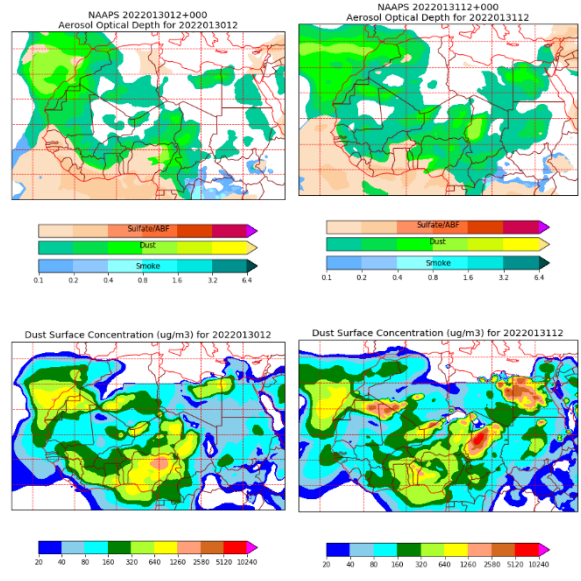 NAAPS 2022013012+000
Aerosol Optical Depth for 2022013012
Sulfate/ABF
Dust
Smoke
0.1 0.2 0.4 0.8 1.6 3.2 6.4
NAAPS 2022013112+000
Aerosol Optical Depth for 2022013112
Sulfate/ABF
Dust
Smoke
0.1 0.2 0.4 0.8 1.6 3.2 6.4
Dust Surface Concentration (ug/m3) for 2022013012
20 40 80 160 320 640 1260 2580 5210 10240
Dust Surface Concentration (ug/m3) for 2022013112
20 40 80 160 320 640 1260 2580 5210 10240